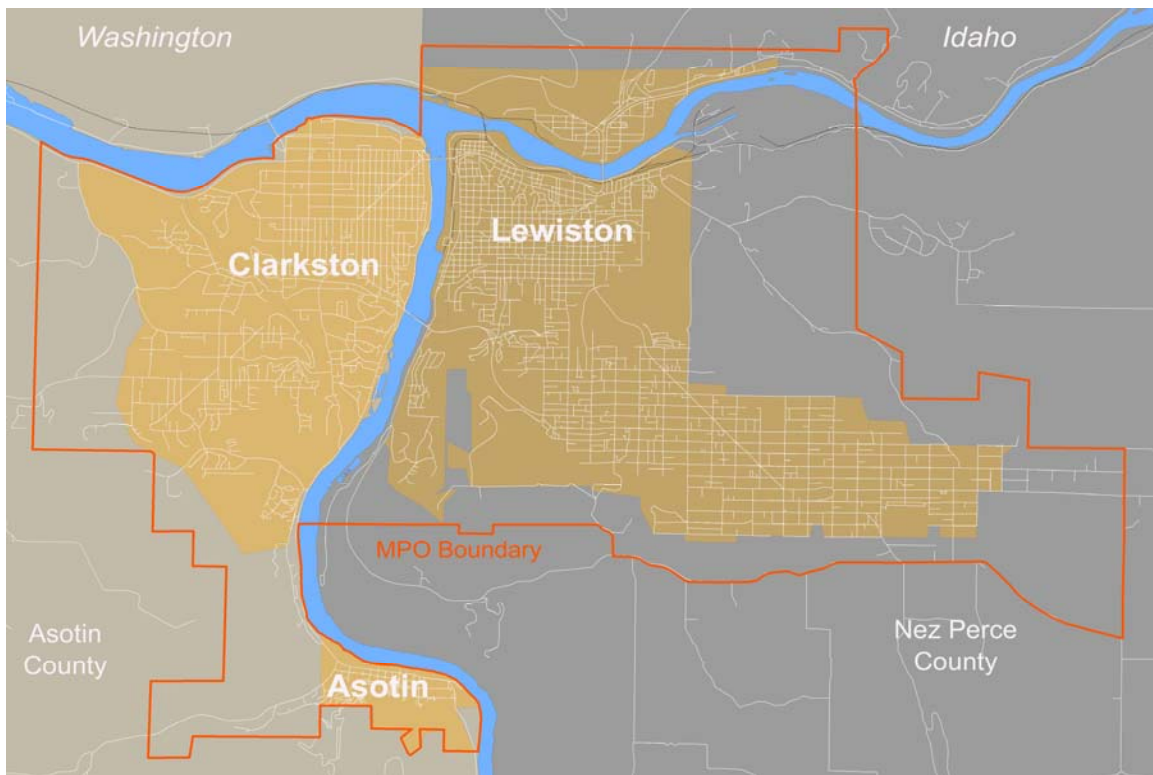 Washington
Idaho
Lewiston
Clarkston
MPO Boundary
Asotin
County
Nez Perce
County
Asotin